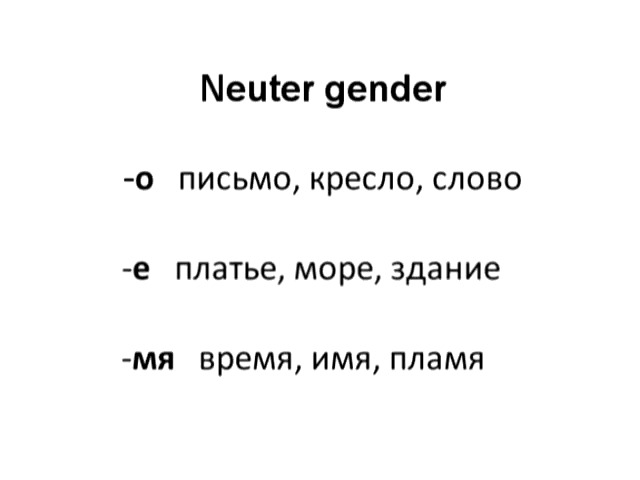 Neuter gender
-о письмо, кресло, слово
-е платье, море, здание
-мя время, имя, пламя